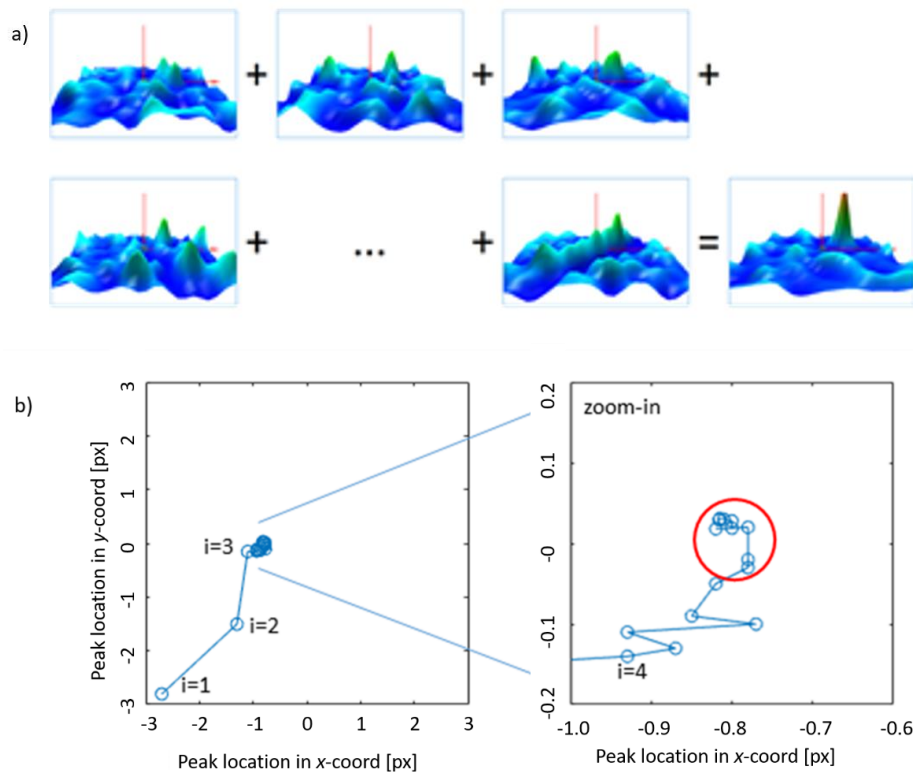 a)
+ + +
+ ... + =
b)
3
2
1
0
-1
-2
-3
Peak location in y-coord [px]
i=3
i=2
i=1
-3 -2 -1 0 1 2 3
Peak location in x-coord [px]
zoom-in
0.2
0.1
-0
-0.1
-0.2
i=4
-1.0 -0.9 -0.8 -0.7 -0.6
Peak location in x-coord [px]